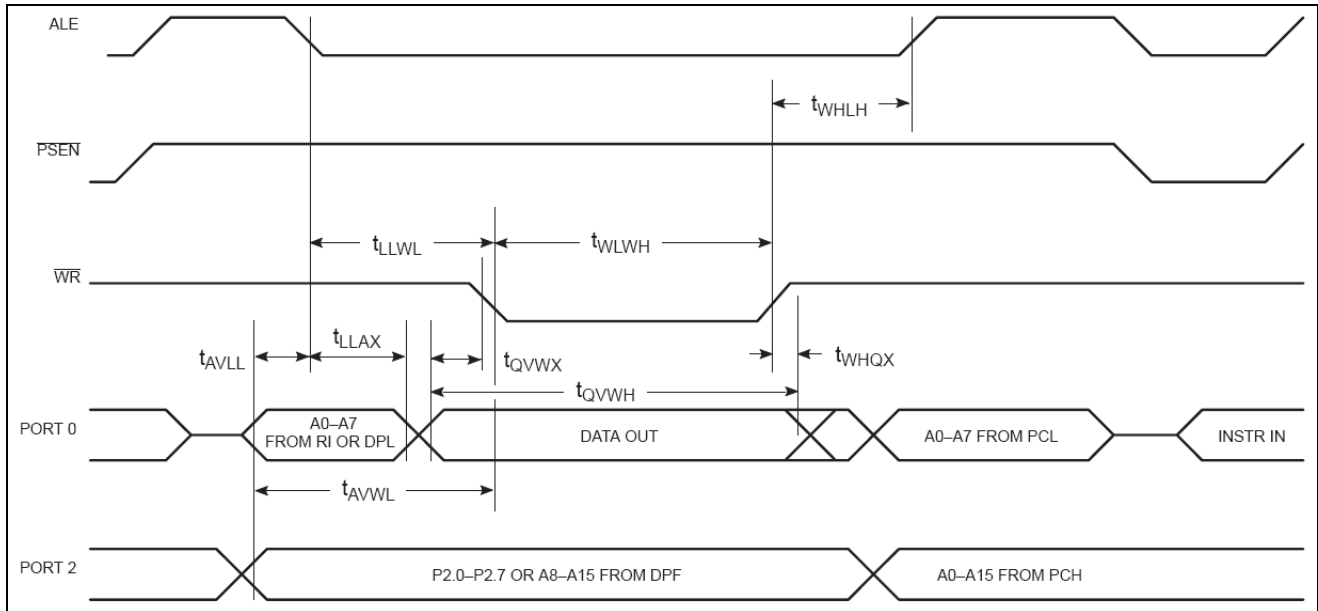 ALE
tWHLH
PSEN
tLLWL
tWLWH
WR
tAVLL
tLLAX
tQVWX
tWHQX
tQVWH
PORT 0
A0–A7
FROM RI OR DPL
DATA OUT
A0–A7 FROM PCL
INSTR IN
tAVWL
PORT 2
P2.0–P2.7 OR A8–A15 FROM DPF
A0–A15 FROM PCH